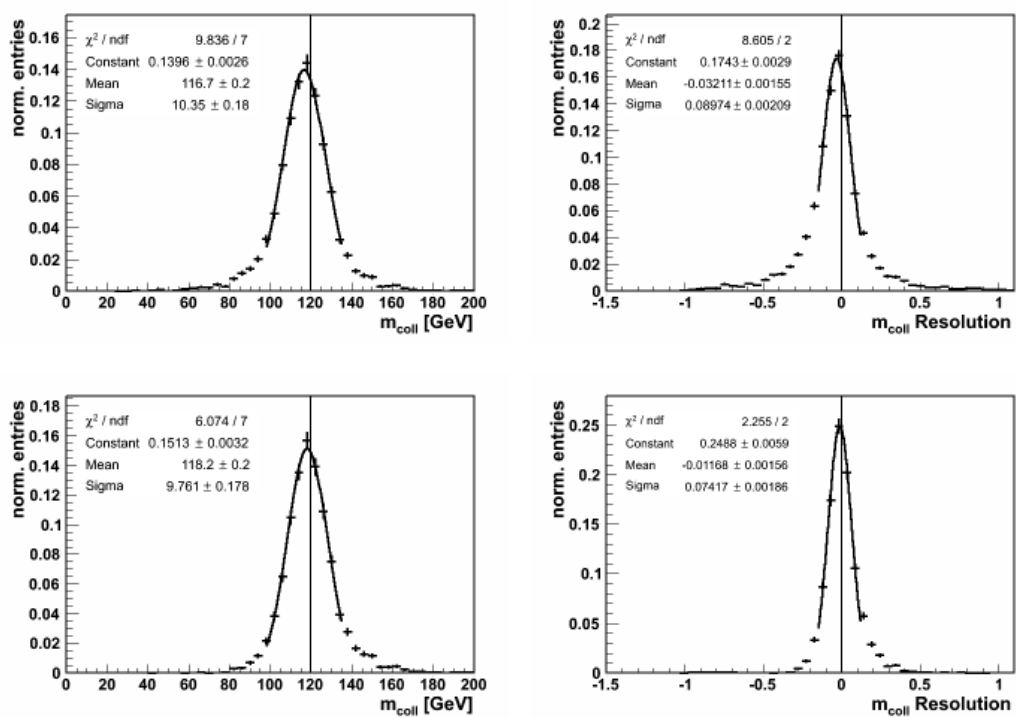 norm. entries
0.16
0.14
0.12
0.1
0.08
0.06
0.04
0.02
0
χ² / ndf 9.836 / 7
Constant 0.1396 ± 0.0026
Mean 116.7 ± 0.2
Sigma 10.35 ± 0.18
0 20 40 60 80 100 120 140 160 180 200
m_coll [GeV]
norm. entries
0.2
0.18
0.16
0.14
0.12
0.1
0.08
0.06
0.04
0.02
0
χ² / ndf 8.605 / 2
Constant 0.1743 ± 0.0029
Mean -0.03211 ± 0.00155
Sigma 0.08974 ± 0.00209
-1.5 -1 -0.5 0 0.5 1
m_coll Resolution
norm. entries
0.18
0.16
0.14
0.12
0.1
0.08
0.06
0.04
0.02
0
χ² / ndf 6.074 / 7
Constant 0.1513 ± 0.0032
Mean 118.2 ± 0.2
Sigma 9.761 ± 0.178
0 20 40 60 80 100 120 140 160 180 200
m_coll [GeV]
norm. entries
0.25
0.2
0.15
0.1
0.05
0
χ² / ndf 2.255 / 2
Constant 0.2488 ± 0.0059
Mean -0.01168 ± 0.00156
Sigma 0.07417 ± 0.00186
-1.5 -1 -0.5 0 0.5 1
m_coll Resolution